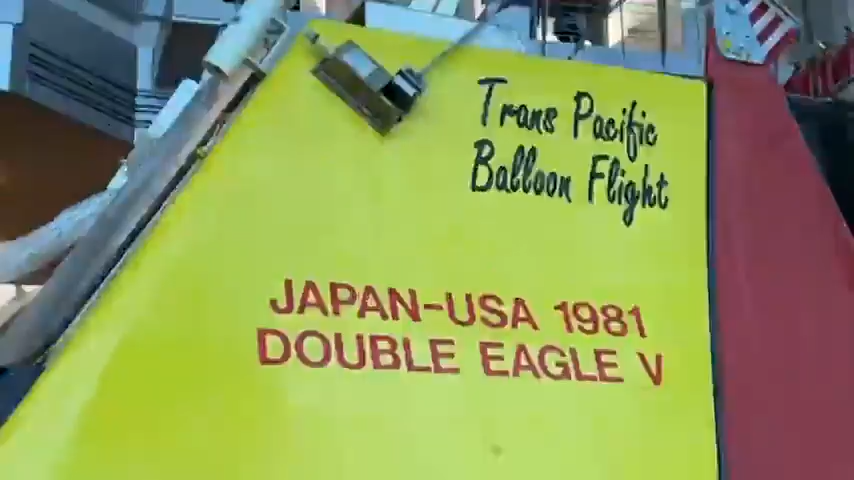 Trans Pacific
Balloon Flight
JAPAN-USA 1981
DOUBLE EAGLE V